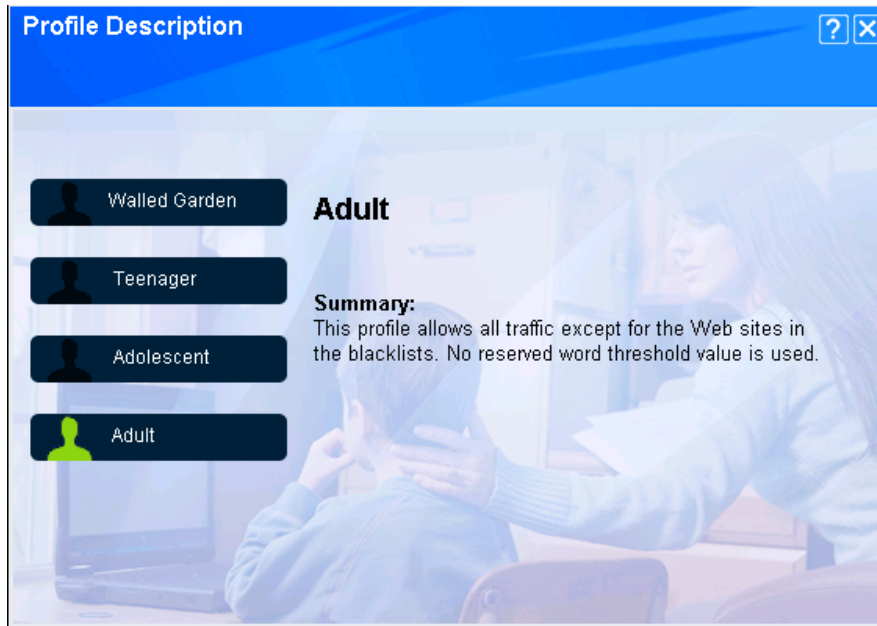 Profile Description
?
Walled Garden
Teenager
Adolescent
Adult
Adult
Summary:
This profile allows all traffic except for the Web sites in
the blacklists. No reserved word threshold value is used.